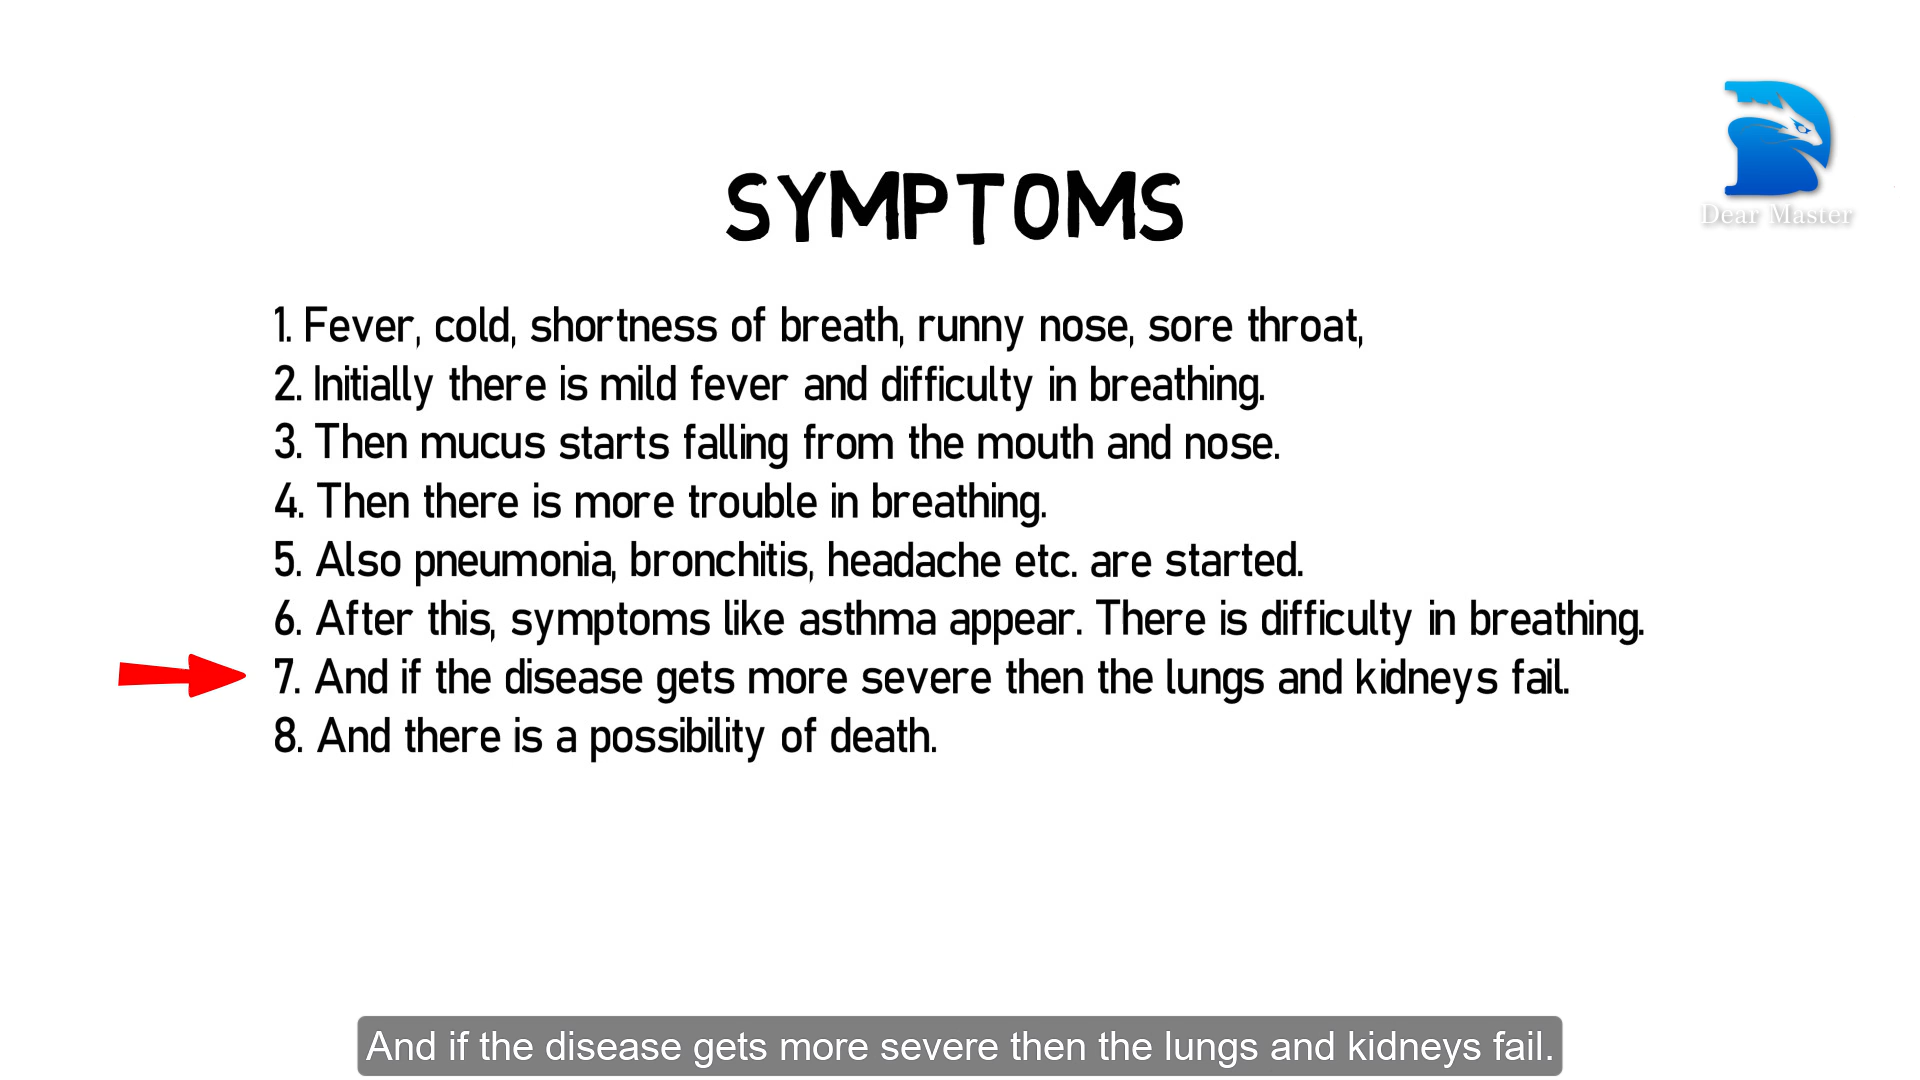 Dear Master
SYMPTOMS
1. Fever, cold, shortness of breath, runny nose, sore throat,
2. Initially there is mild fever and difficulty in breathing.
3. Then mucus starts falling from the mouth and nose.
4. Then there is more trouble in breathing.
5. Also pneumonia, bronchitis, headache etc. are started.
6. After this, symptoms like asthma appear. There is difficulty in breathing.
7. And if the disease gets more severe then the lungs and kidneys fail.
8. And there is a possibility of death.
And if the disease gets more severe then the lungs and kidneys fail.